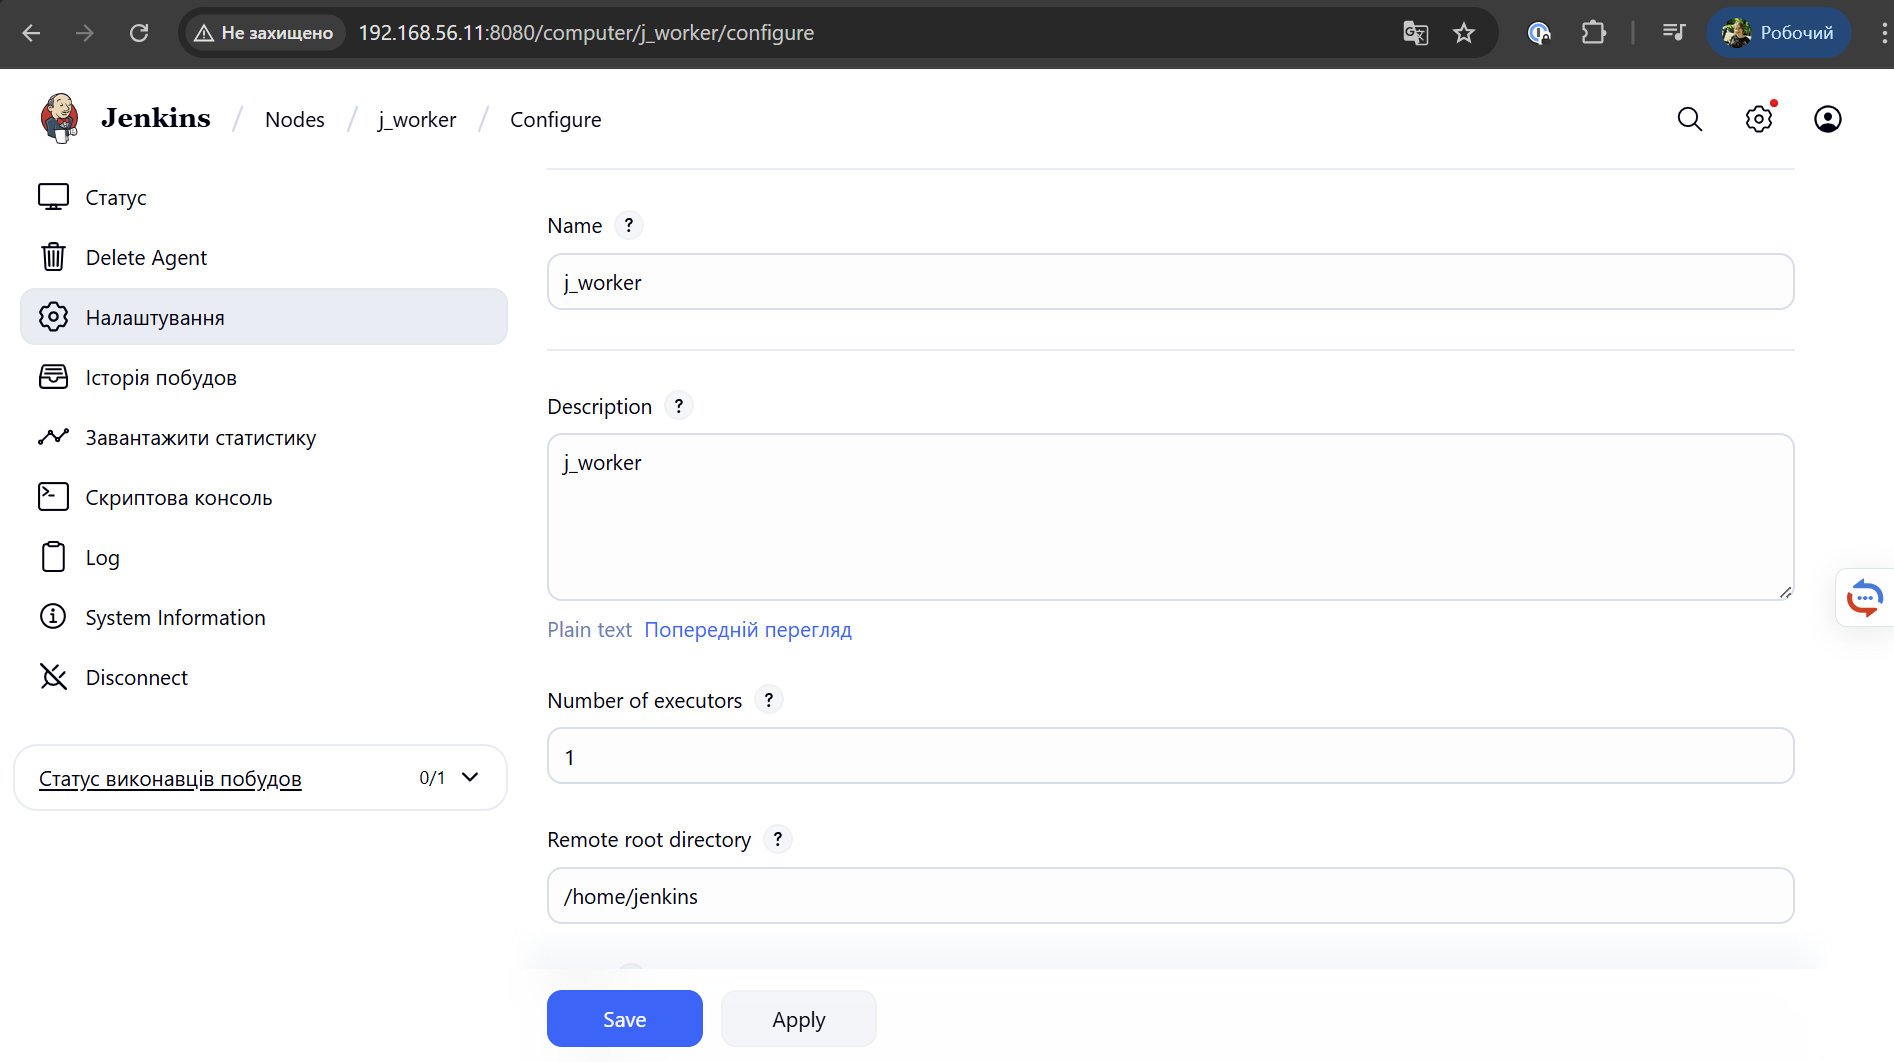 Не захищено
192.168.56.11:8080/computer/j_worker/configure
Робочий
Jenkins / Nodes / j_worker / Configure
Статус
Delete Agent
Налаштування
Історія побудов
Завантажити статистику
Скриптова консоль
Log
System Information
Disconnect
Статус виконавців побудов 0/1
Name ?
j_worker
Description ?
j_worker
Plain text Попередній перегляд
Number of executors ?
1
Remote root directory ?
/home/jenkins
Save Apply